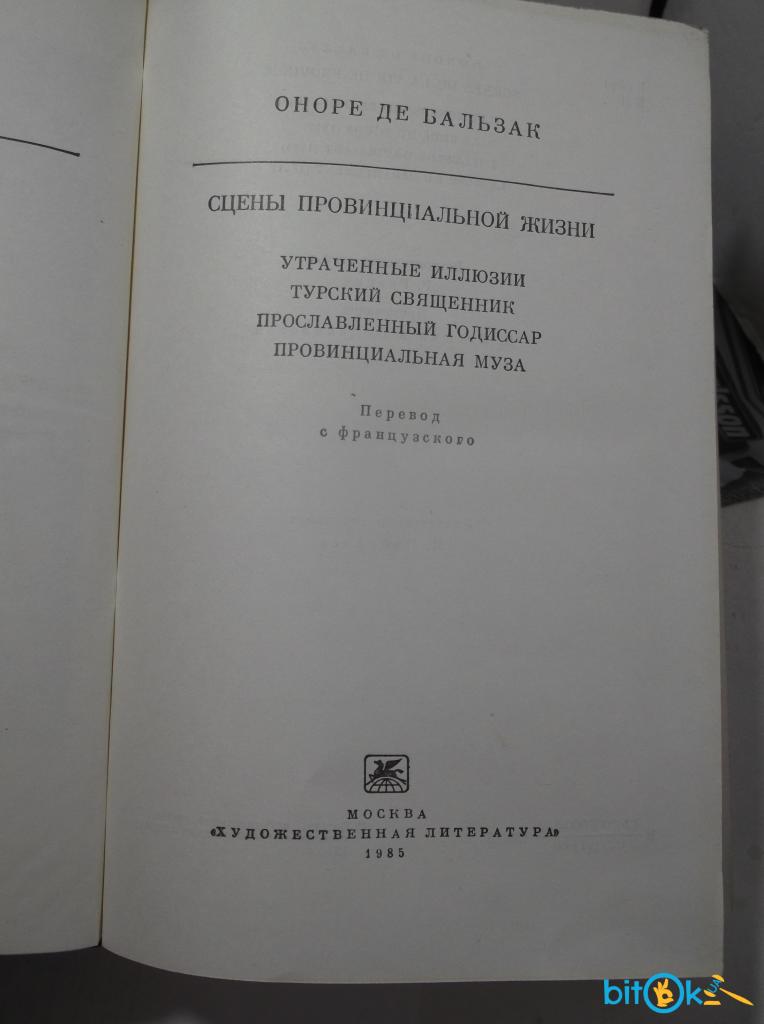 ОНОРЕ ДЕ БАЛЬЗАК
СЦЕНЫ ПРОВИНЦИАЛЬНОЙ ЖИЗНИ
УТРАЧЕННЫЕ ИЛЛЮЗИИ
ТУРСКИЙ СВЯЩЕННИК
ПРОСЛАВЛЕННЫЙ ГОДИССАР
ПРОВИНЦИАЛЬНАЯ МУЗА
Перевод
с французского
МОСКВА
«ХУДОЖЕСТВЕННАЯ ЛИТЕРАТУРА»
1985
bitOk.UA